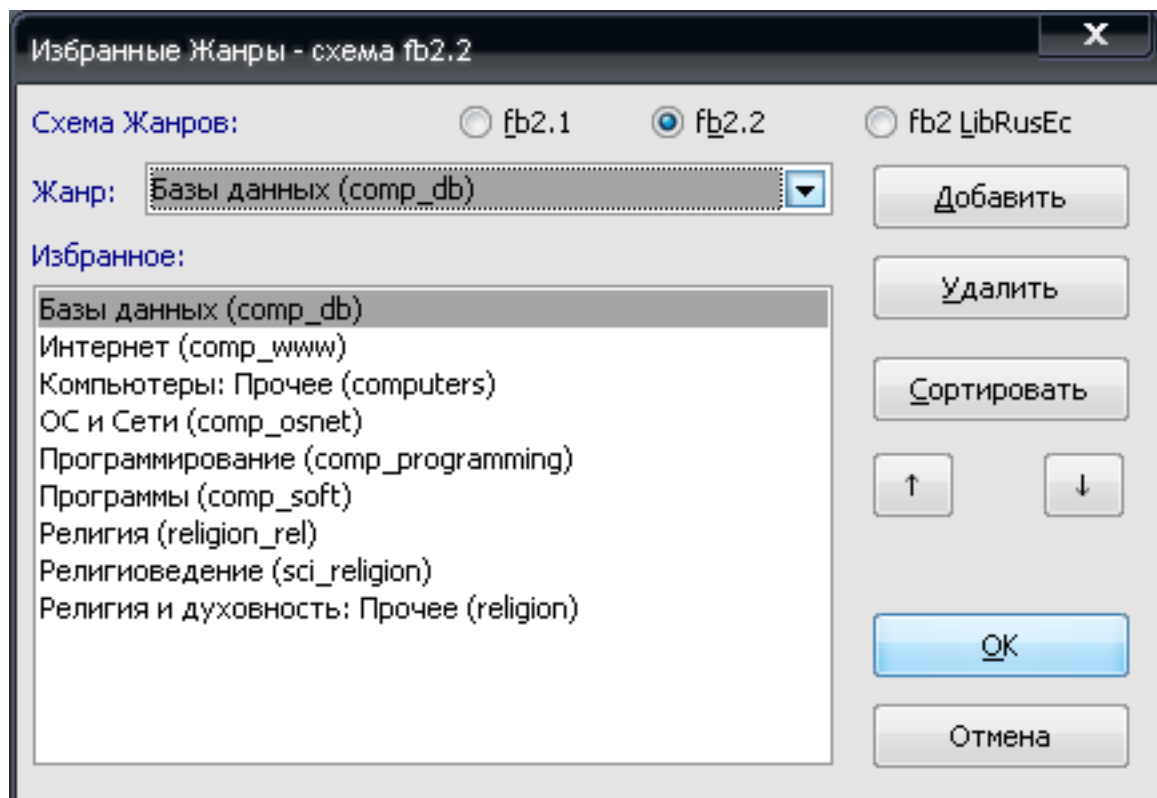 Избранные Жанры - схема fb2.2
X
Схема Жанров: fb2.1 fb2.2 fb2 LibRusEc
Жанр: Базы данных (comp_db) Добавить
Избранное:
Удалить
Базы данных (comp_db)
Интернет (comp_www)
Компьютеры: Прочее (computers)
Сортировать
ОС и Сети (comp_osnet)
Программирование (comp_programming)
Программы (comp_soft)
↑ ↓
Религия (religion_rel)
Религиоведение (sci_religion)
Религия и духовность: Прочее (religion)
OK
Отмена